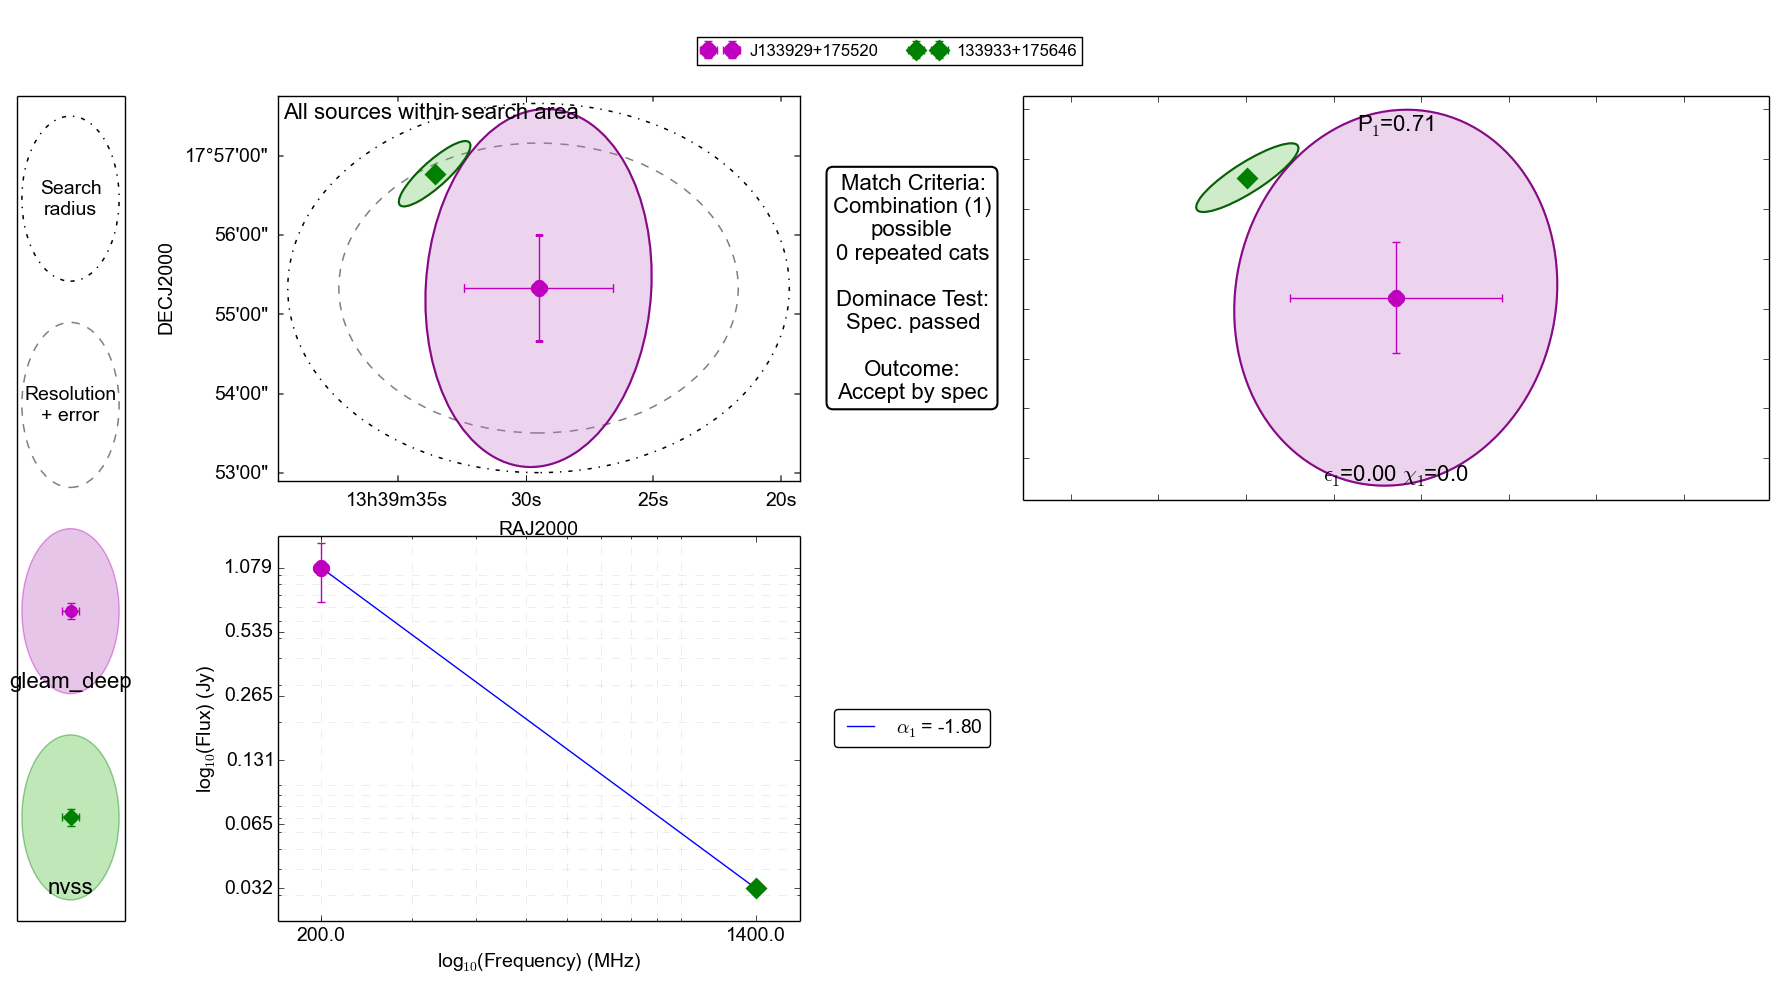 J133929+175520
133933+175646
Search
radius
Resolution
+ error
gleam_deep
nvss
All sources within search area
17°57'00"
56'00"
55'00"
54'00"
53'00"
DECJ2000
13h39m35s
30s
25s
20s
RAJ2000
Match Criteria:
Combination (1)
possible
0 repeated cats
Dominace Test:
Spec. passed
Outcome:
Accept by spec
P₁=0.71
ϵ₁=0.00 χ₁=0.0
1.079
0.535
0.265
0.131
0.065
0.032
log₁₀(Flux) (Jy)
200.0
1400.0
log₁₀(Frequency) (MHz)
α₁ = -1.80